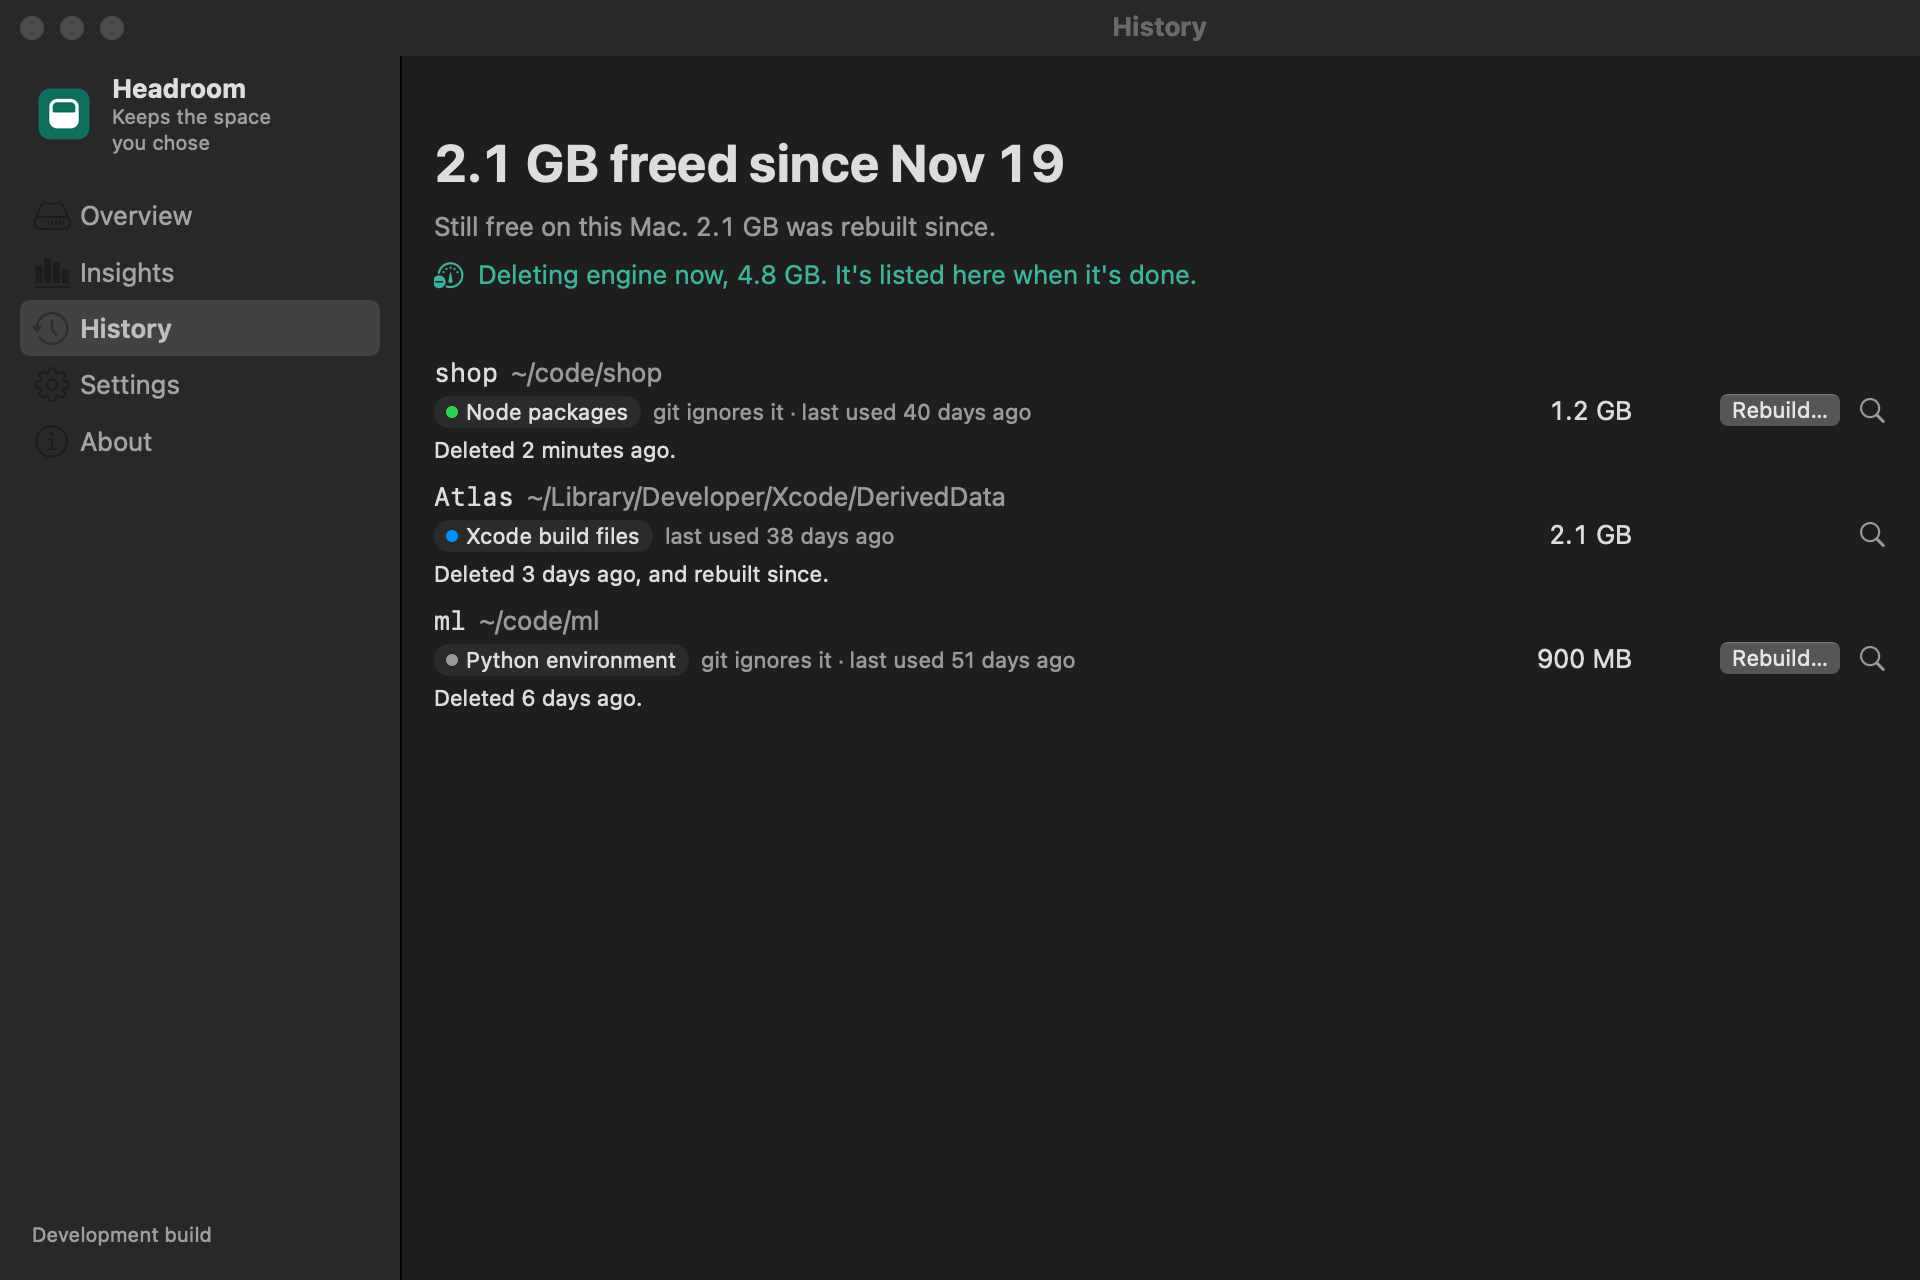 History
Headroom
Keeps the space
you chose
Overview
Insights
History
Settings
About
Development build
2.1 GB freed since Nov 19
Still free on this Mac. 2.1 GB was rebuilt since.
Deleting engine now, 4.8 GB. It's listed here when it's done.
shop ~/code/shop
Node packages git ignores it · last used 40 days ago 1.2 GB Rebuild...
Deleted 2 minutes ago.
Atlas ~/Library/Developer/Xcode/DerivedData
Xcode build files last used 38 days ago 2.1 GB
Deleted 3 days ago, and rebuilt since.
ml ~/code/ml
Python environment git ignores it · last used 51 days ago 900 MB Rebuild...
Deleted 6 days ago.